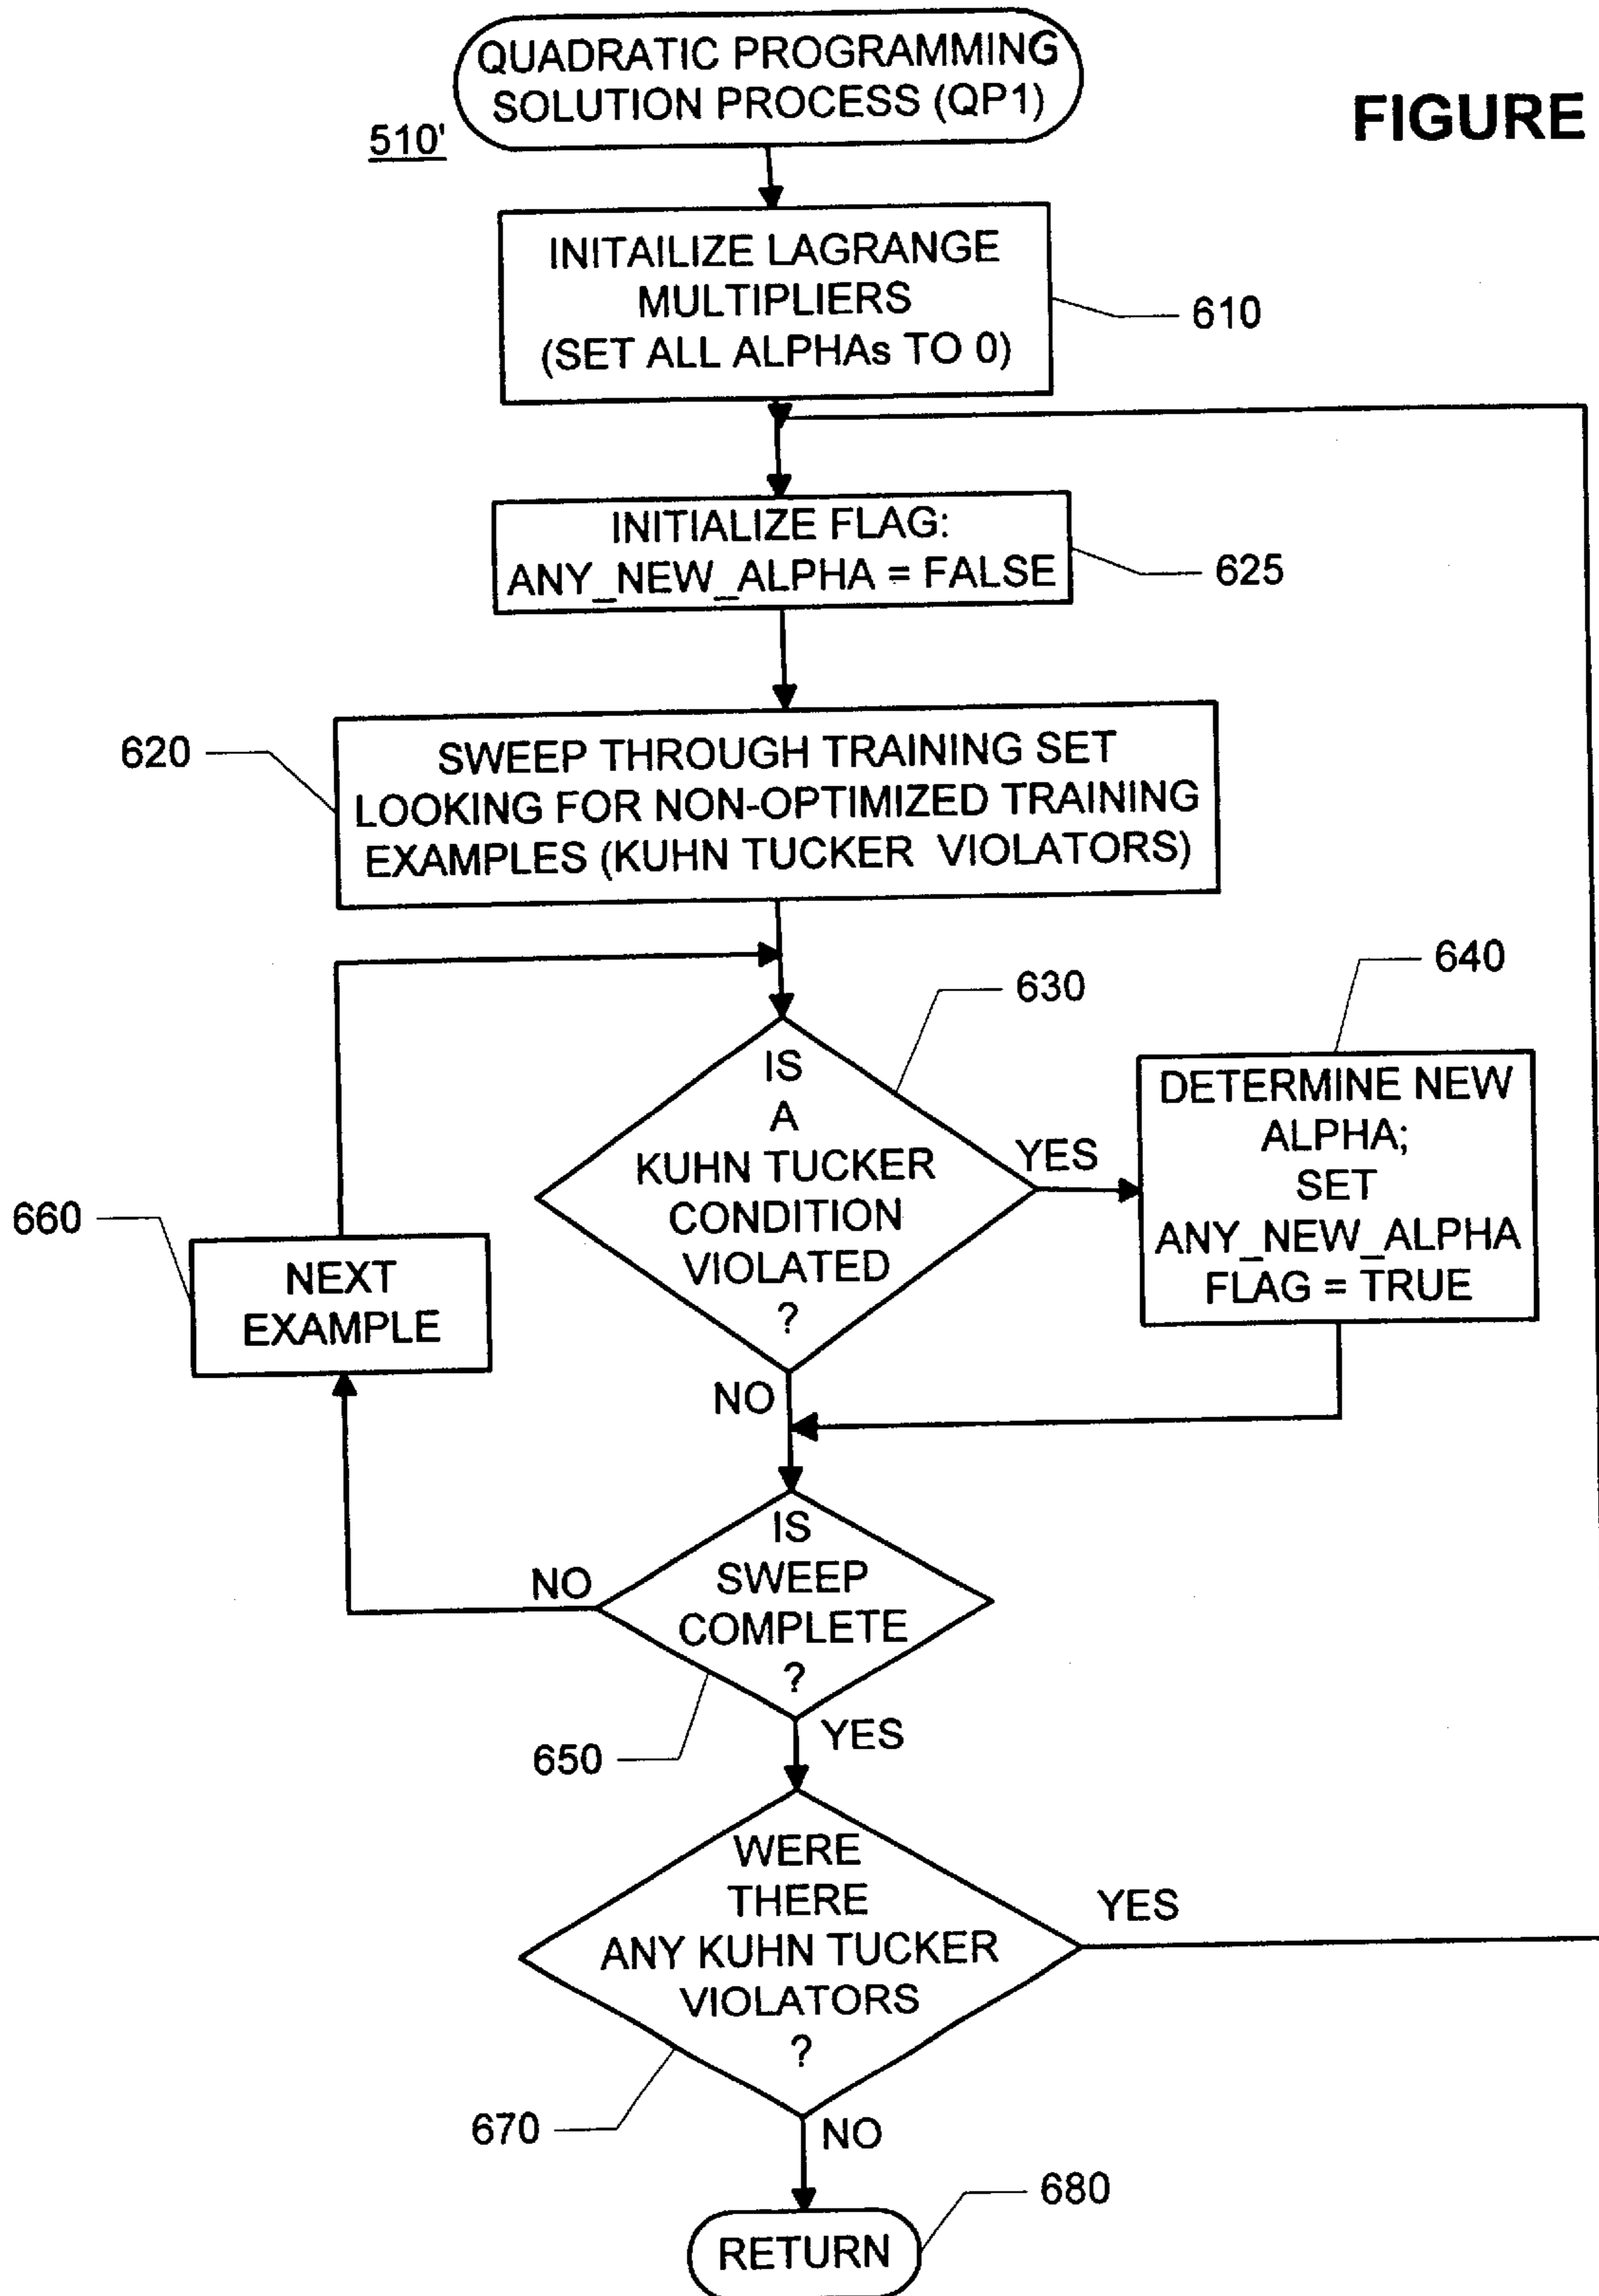 QUADRATIC PROGRAMMING
SOLUTION PROCESS (QP1)
510'
FIGURE
INITAILIZE LAGRANGE
MULTIPLIERS
(SET ALL ALPHAs TO 0)
610
INITIALIZE FLAG:
ANY_NEW_ALPHA = FALSE
625
620
SWEEP THROUGH TRAINING SET
LOOKING FOR NON-OPTIMIZED TRAINING
EXAMPLES (KUHN TUCKER VIOLATORS)
630
640
IS
A
KUHN TUCKER
CONDITION
VIOLATED
?
YES
DETERMINE NEW
ALPHA;
SET
ANY_NEW_ALPHA
FLAG = TRUE
660
NEXT
EXAMPLE
NO
IS
SWEEP
COMPLETE
?
NO
650
YES
WERE
THERE
ANY KUHN TUCKER
VIOLATORS
?
YES
670
NO
680
RETURN